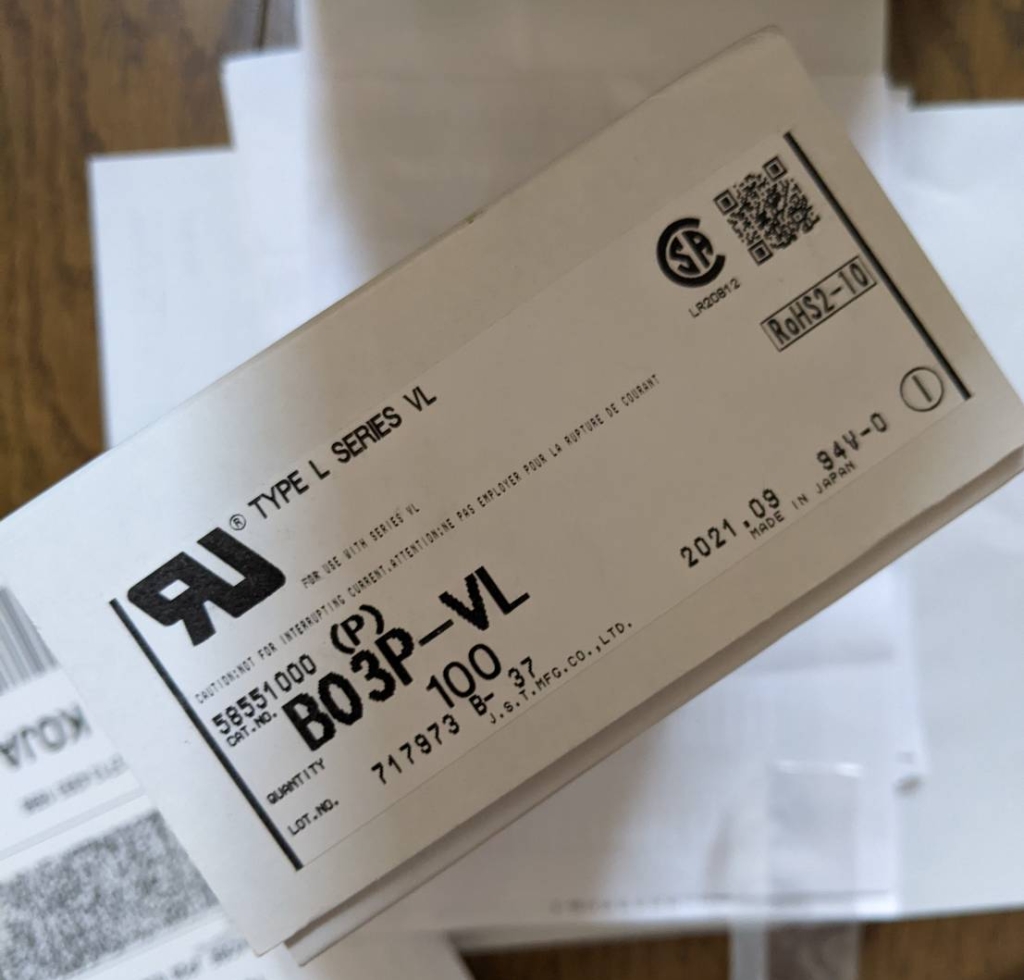 ® TYPE L SERIES VL
LR20812
RoHS2-10
FOR USE WITH SERIES VL
CAUTION:NOT FOR INTERRUPTING CURRENT.ATTENTION:NE PAS EMPLOYER POUR LA RUPTURE DE COURANT
58551000 (P)
CAT.NO. B03P-VL
QUANTITY 100
LOT.NO. 717973 B- 37
J.S.T.MFG.CO.,LTD.
2021.09 94V-0
MADE IN JAPAN
1
KOJA